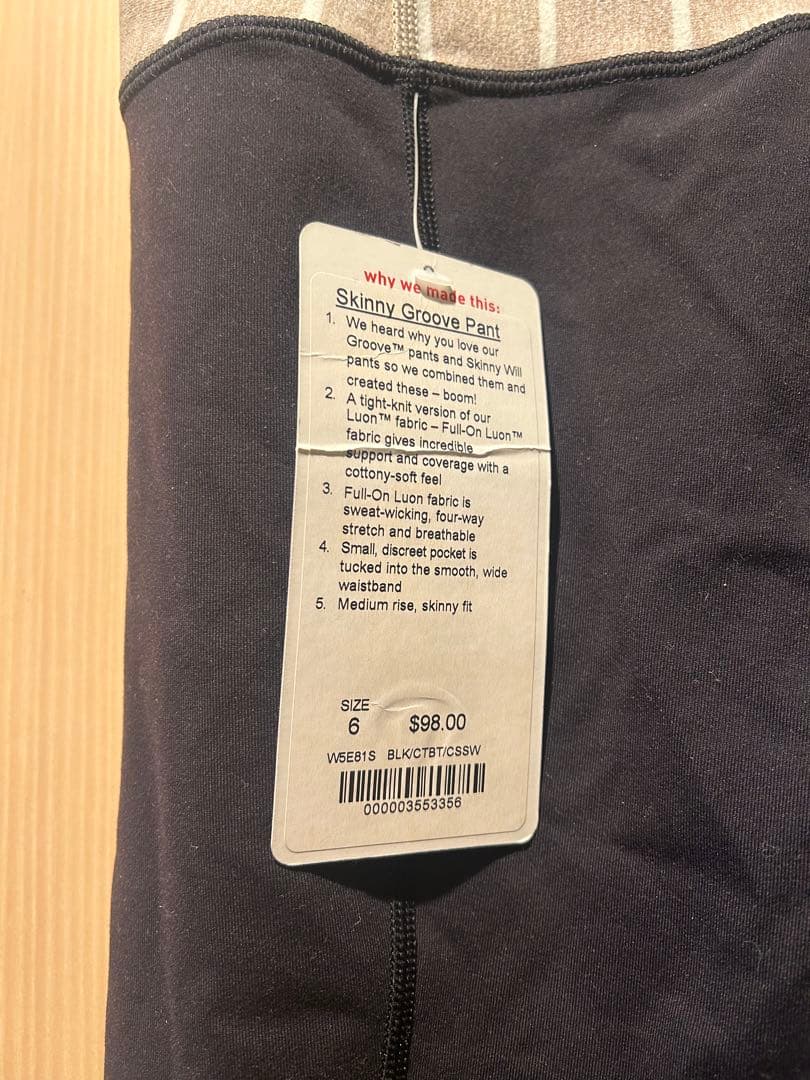 why we made this:
Skinny Groove Pant
1. We heard why you love our
Groove™ pants and Skinny Will
pants so we combined them and
created these – boom!
2. A tight-knit version of our
Luon™ fabric – Full-On Luon™
fabric gives incredible
support and coverage with a
cottony-soft feel
3. Full-On Luon fabric is
sweat-wicking, four-way
stretch and breathable
4. Small, discreet pocket is
tucked into the smooth, wide
waistband
5. Medium rise, skinny fit
SIZE
6 $98.00
W5E81S BLK/CTBT/CSSW
000003553356